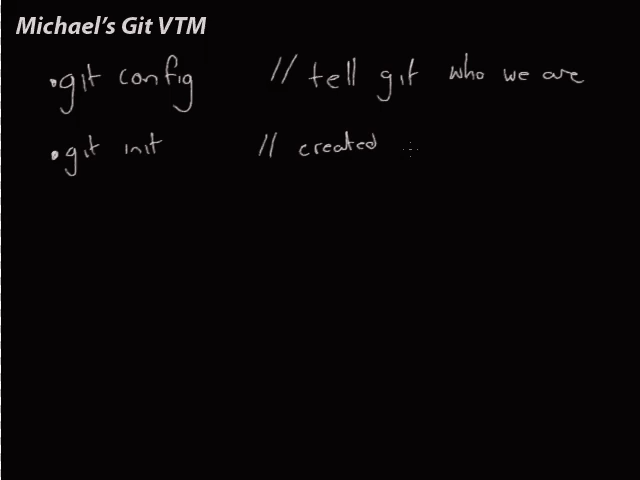 Michael's Git VTM
•git config // tell git who we are
•git init // created